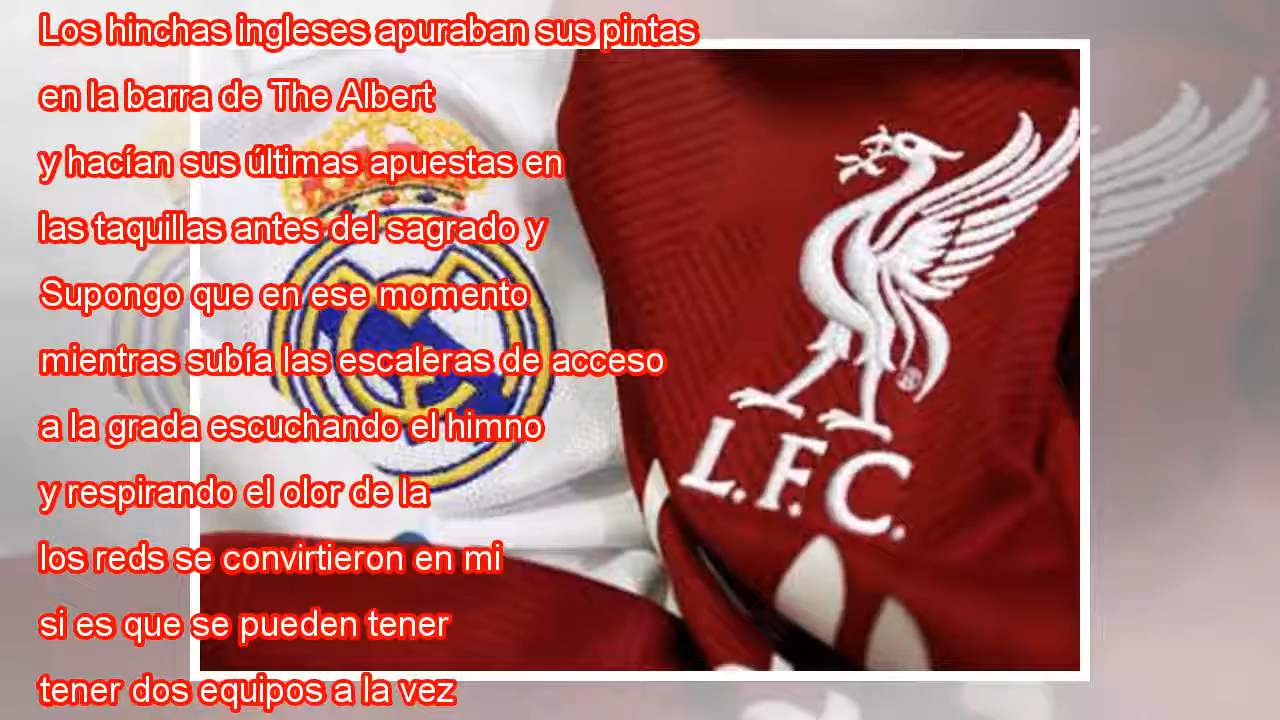 Los hinchas ingleses apuraban sus pintas
en la barra de The Albert
y hacían sus últimas apuestas en
las taquillas antes del sagrado y
Supongo que en ese momento
mientras subía las escaleras de acceso
a la grada escuchando el himno
y respirando el olor de la
los reds se convirtieron en mi
si es que se pueden tener
tener dos equipos a la vez
L.F.C.